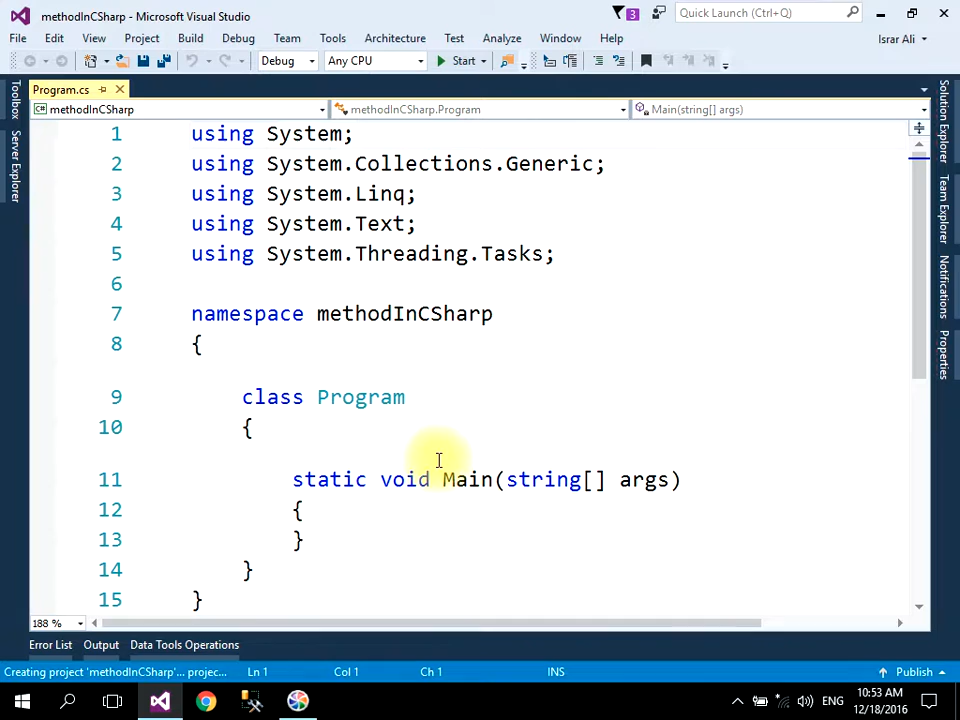 methodInCSharp - Microsoft Visual Studio
3
Quick Launch (Ctrl+Q)
File Edit View Project Build Debug Team Tools Architecture Test Analyze Window Help
Israr Ali
Debug Any CPU Start
Program.cs
methodInCSharp methodInCSharp.Program Main(string[] args)
Toolbox
Server Explorer
Solution Explorer
Team Explorer
Notifications
Properties
1 using System;
2 using System.Collections.Generic;
3 using System.Linq;
4 using System.Text;
5 using System.Threading.Tasks;
6
7 namespace methodInCSharp
8 {
9 class Program
10 {
11 static void Main(string[] args)
12 {
13 }
14 }
15 }
188 %
Error List Output Data Tools Operations
Creating project 'methodInCSharp'... projec... Ln 1 Col 1 Ch 1 INS Publish
ENG
10:53 AM
12/18/2016